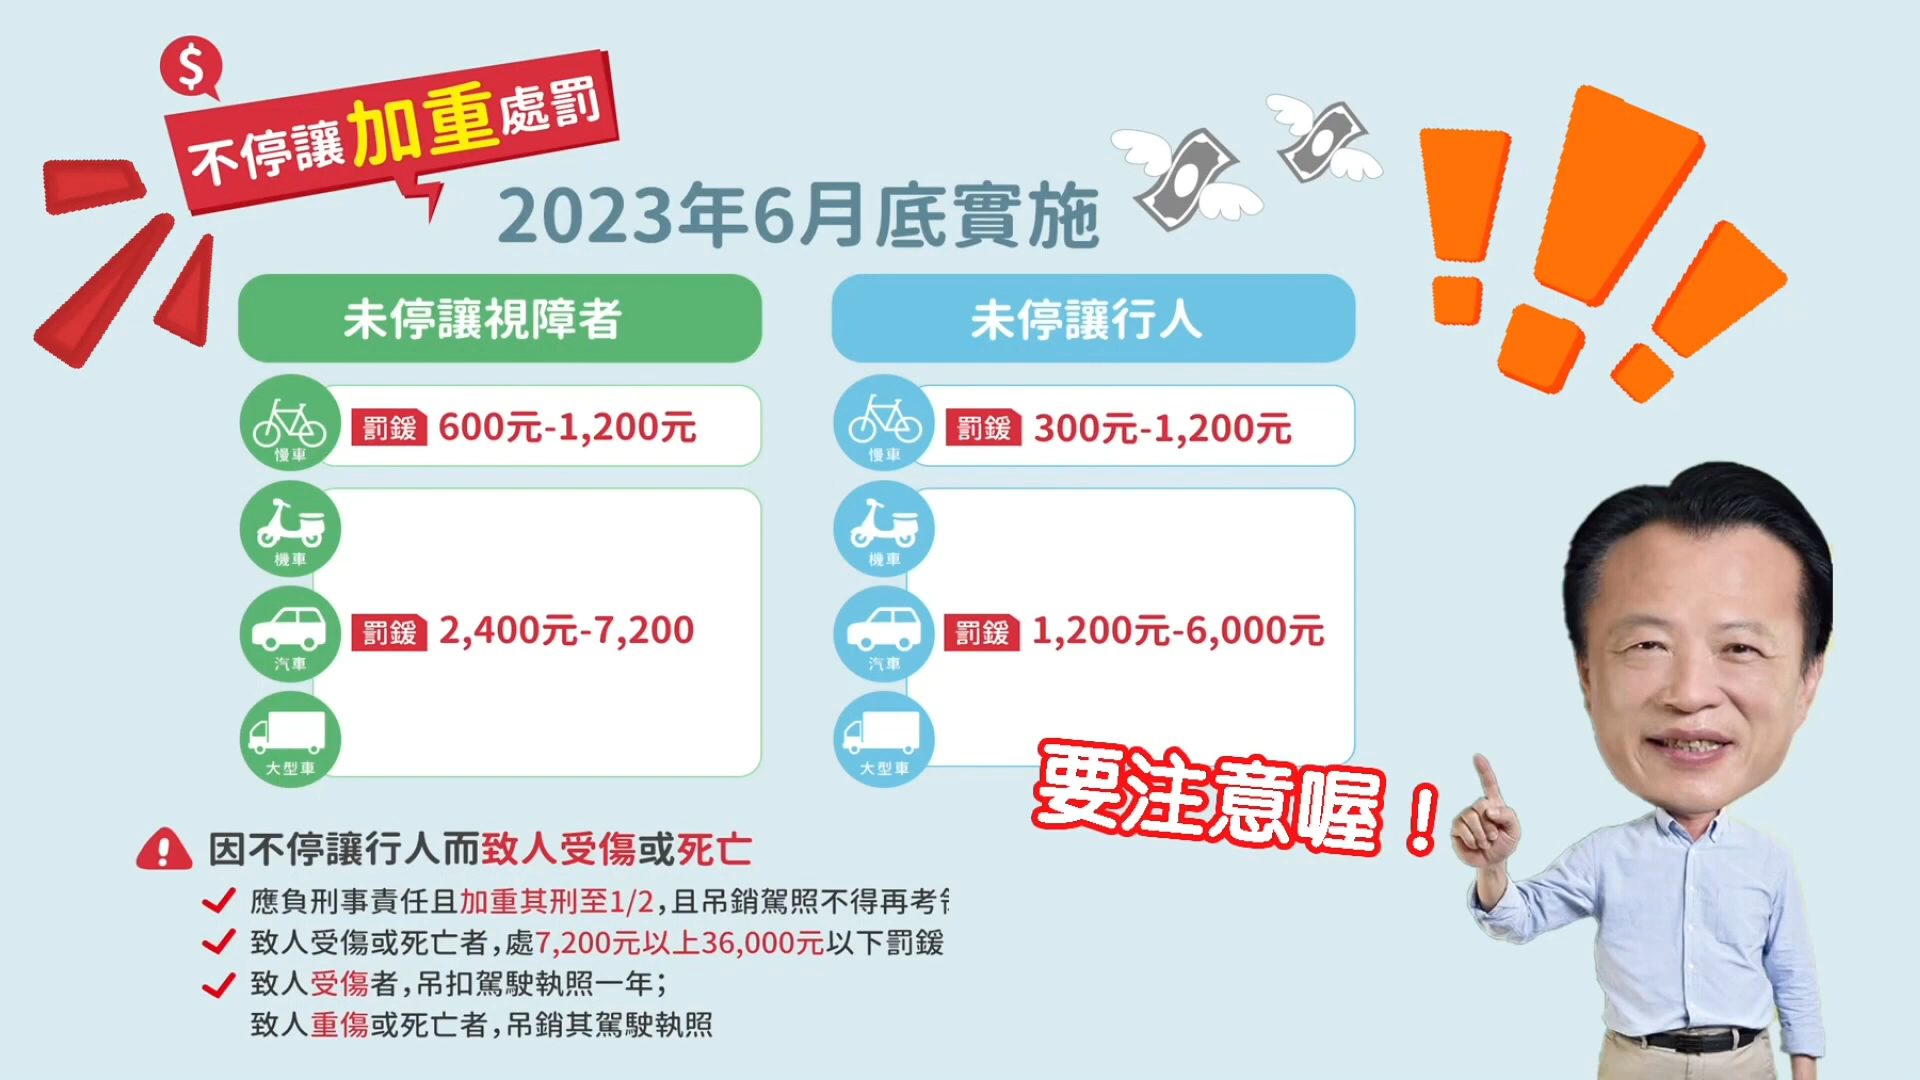 $
不停讓加重處罰
2023年6月底實施
未停讓視障者
慢車
罰鍰 600元-1,200元
機車
汽車
罰鍰 2,400元-7,200
大型車
未停讓行人
慢車
罰鍰 300元-1,200元
機車
汽車
罰鍰 1,200元-6,000元
大型車
要注意喔!
因不停讓行人而致人受傷或死亡
應負刑事責任且加重其刑至1/2,且吊銷駕照不得再考
致人受傷或死亡者,處7,200元以上36,000元以下罰鍰
致人受傷者,吊扣駕駛執照一年;
致人重傷或死亡者,吊銷其駕駛執照